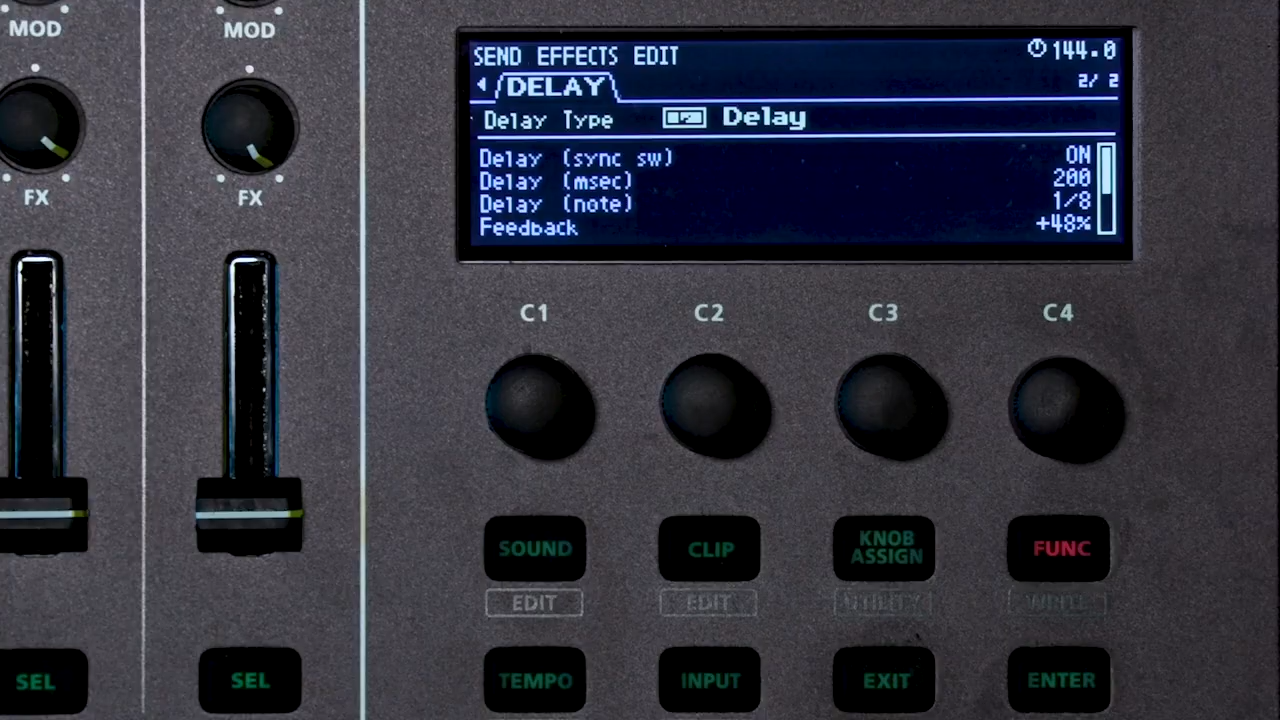 MOD MOD
SEND EFFECTS EDIT 144.0
DELAY 2/ 2
Delay Type Delay
Delay (sync sw) ON
Delay (msec) 200
Delay (note) 1/8
Feedback +48%
FX FX
C1 C2 C3 C4
SOUND CLIP KNOB ASSIGN FUNC
EDIT EDIT UTILITY WRITE
SEL SEL TEMPO INPUT EXIT ENTER